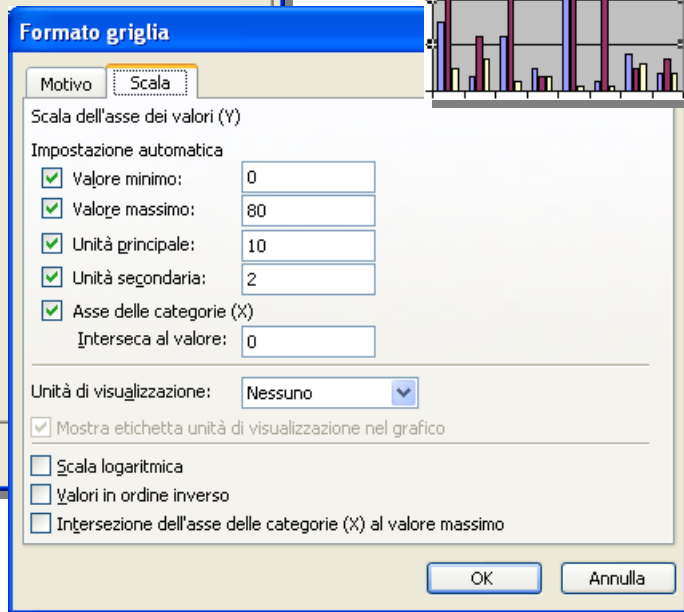 Formato griglia
Motivo
Scala
Scala dell'asse dei valori (Y)
Impostazione automatica
Valore minimo: 0
Valore massimo: 80
Unità principale: 10
Unità secondaria: 2
Asse delle categorie (X)
Interseca al valore: 0
Unità di visualizzazione: Nessuno
Mostra etichetta unità di visualizzazione nel grafico
Scala logaritmica
Valori in ordine inverso
Intersezione dell'asse delle categorie (X) al valore massimo
OK
Annulla